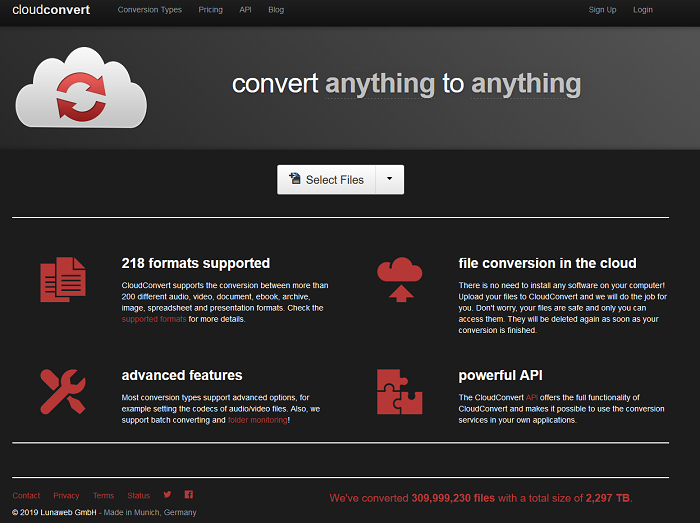 cloudconvert Conversion Types Pricing API Blog Sign Up Login
convert anything to anything
Select Files
218 formats supported
CloudConvert supports the conversion between more than
200 different audio, video, document, ebook, archive,
image, spreadsheet and presentation formats. Check the
supported formats for more details.
file conversion in the cloud
There is no need to install any software on your computer!
Upload your files to CloudConvert and we will do the job for
you. Don't worry, your files are safe and only you can
access them. They will be deleted again as soon as your
conversion is finished.
advanced features
Most conversion types support advanced options, for
example setting the codecs of audio/video files. Also, we
support batch converting and folder monitoring!
powerful API
The CloudConvert API offers the full functionality of
CloudConvert and makes it possible to use the conversion
services in your own applications.
Contact Privacy Terms Status
We've converted 309,999,230 files with a total size of 2,297 TB.
© 2019 Lunaweb GmbH - Made in Munich, Germany